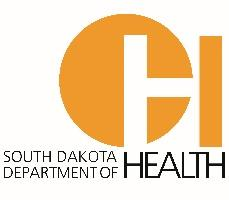 SOUTH DAKOTA
DEPARTMENT OF HEALTH